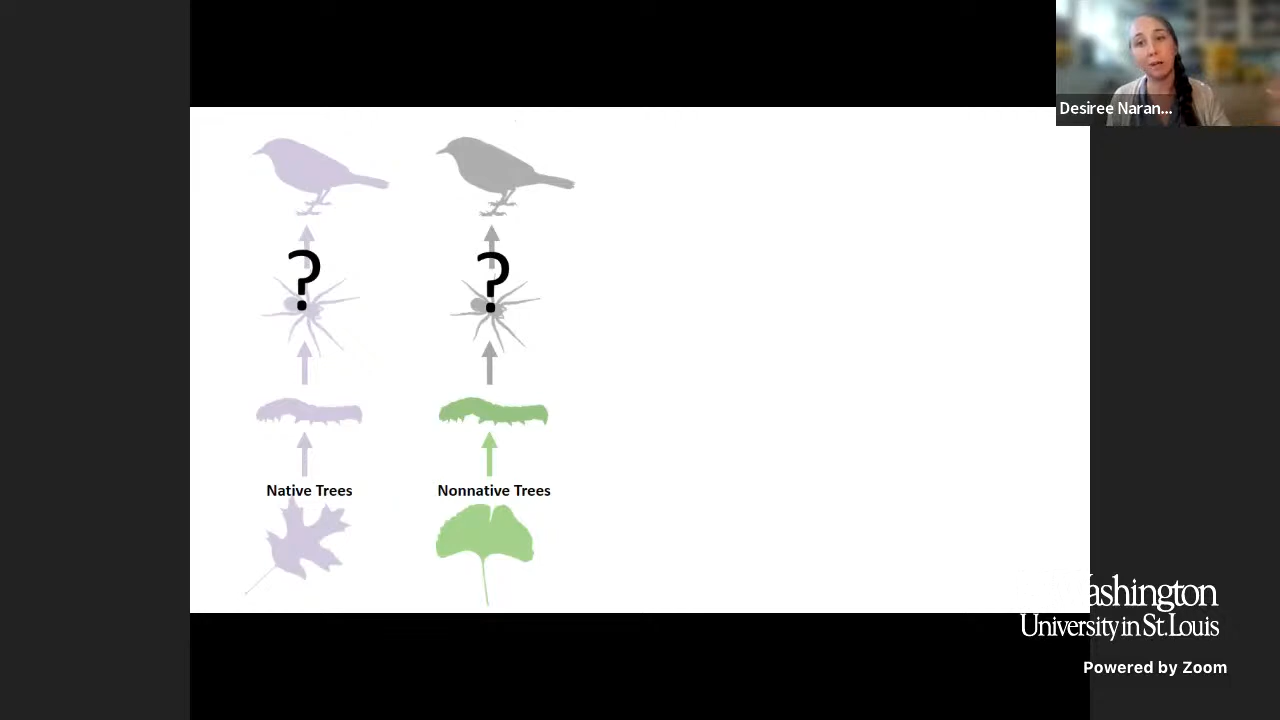 Desiree Naran...
? ?
Native Trees Nonnative Trees
Washington
University in St. Louis
Powered by Zoom